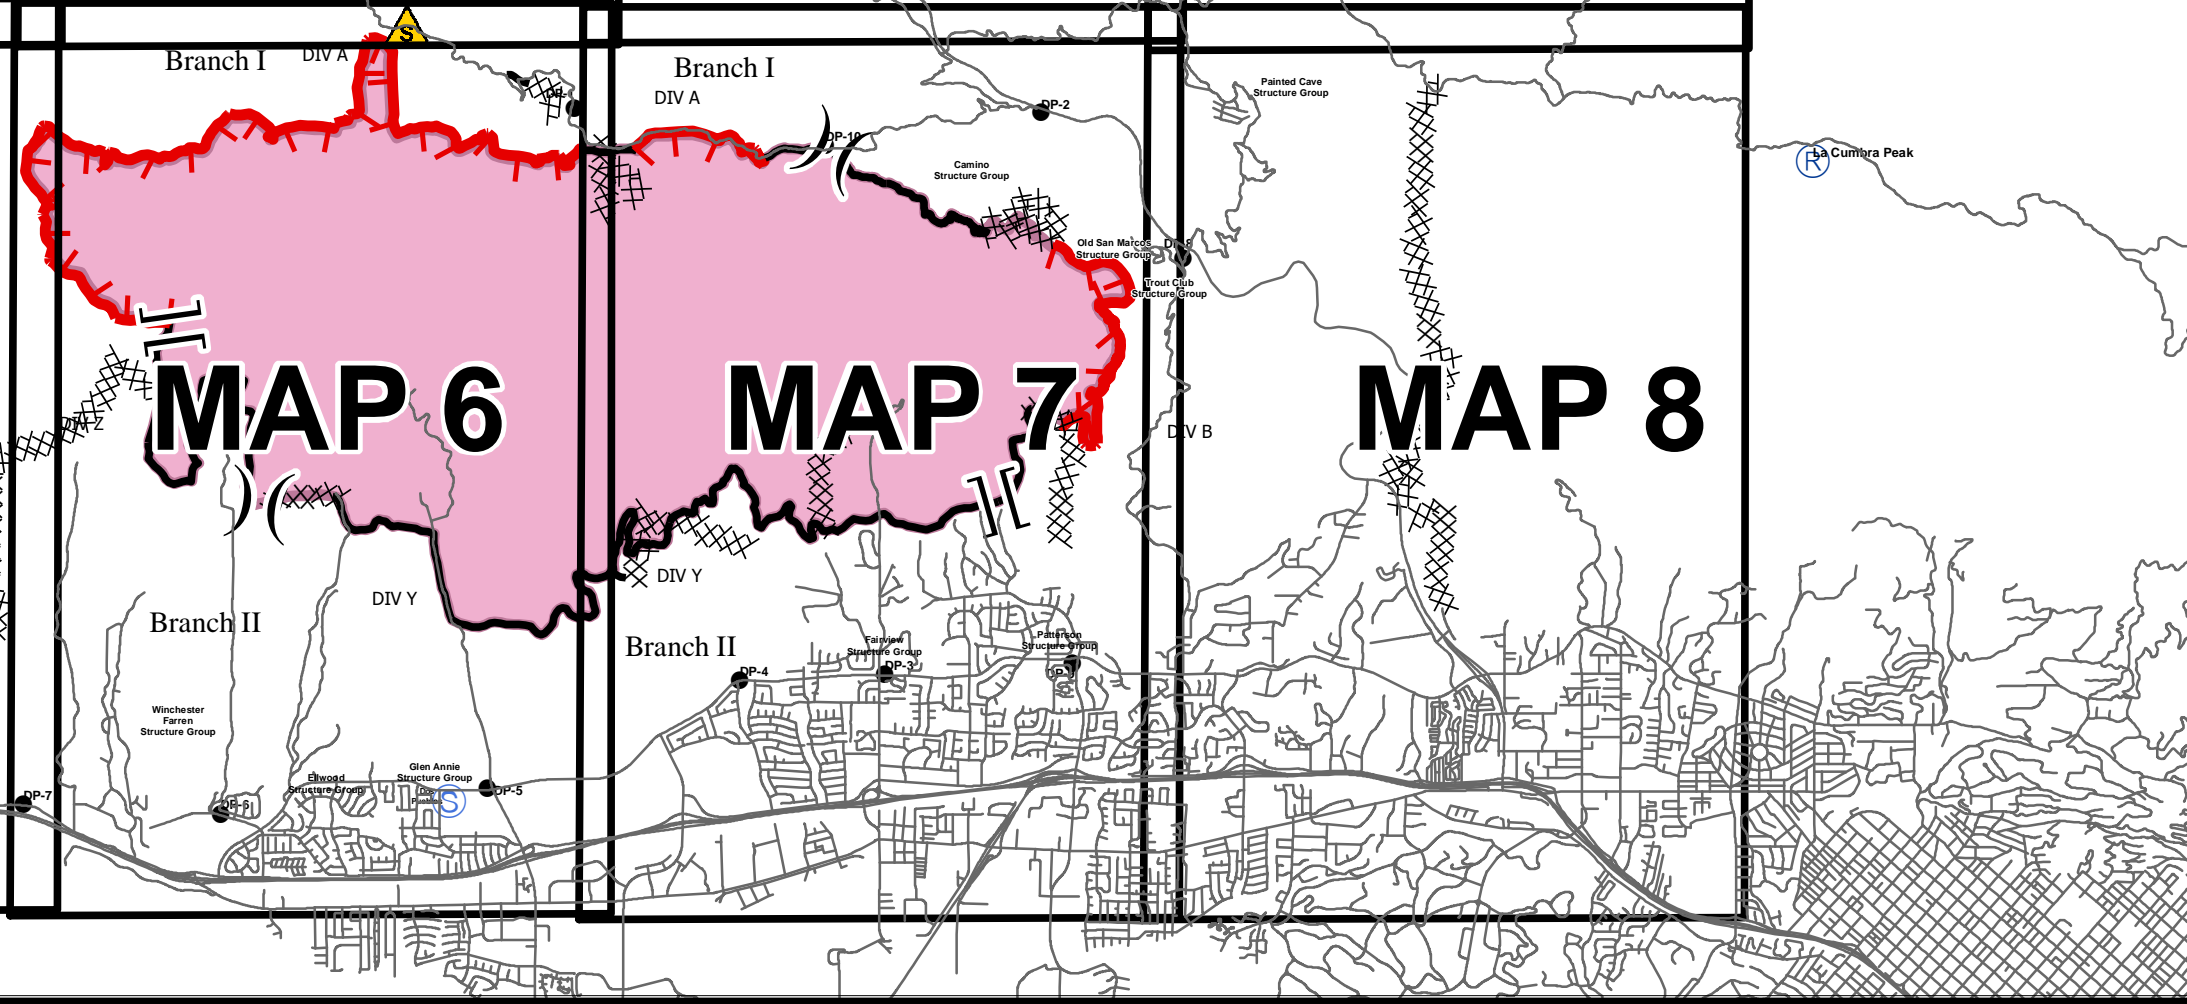 S
Branch I
DIV A
Branch I
DIV A
DP-2
Painted Cave
Structure Group
DP-10
La Cumbra Peak
R
Camino
Structure Group
Old San Marcos
Structure Group
Trout Club
Structure Group
MAP 6
MAP 7
MAP 8
DIV Z
DIV B
DIV Y
DIV Y
Branch II
Branch II
Fairview
Structure Group
Patterson
Structure Group
DP-3
DP-4
Winchester
Farren
Structure Group
Glen Annie
Structure Group
Ellwood
Structure Group
Dos
Pueblos
S
DP-5
DP-6
DP-7